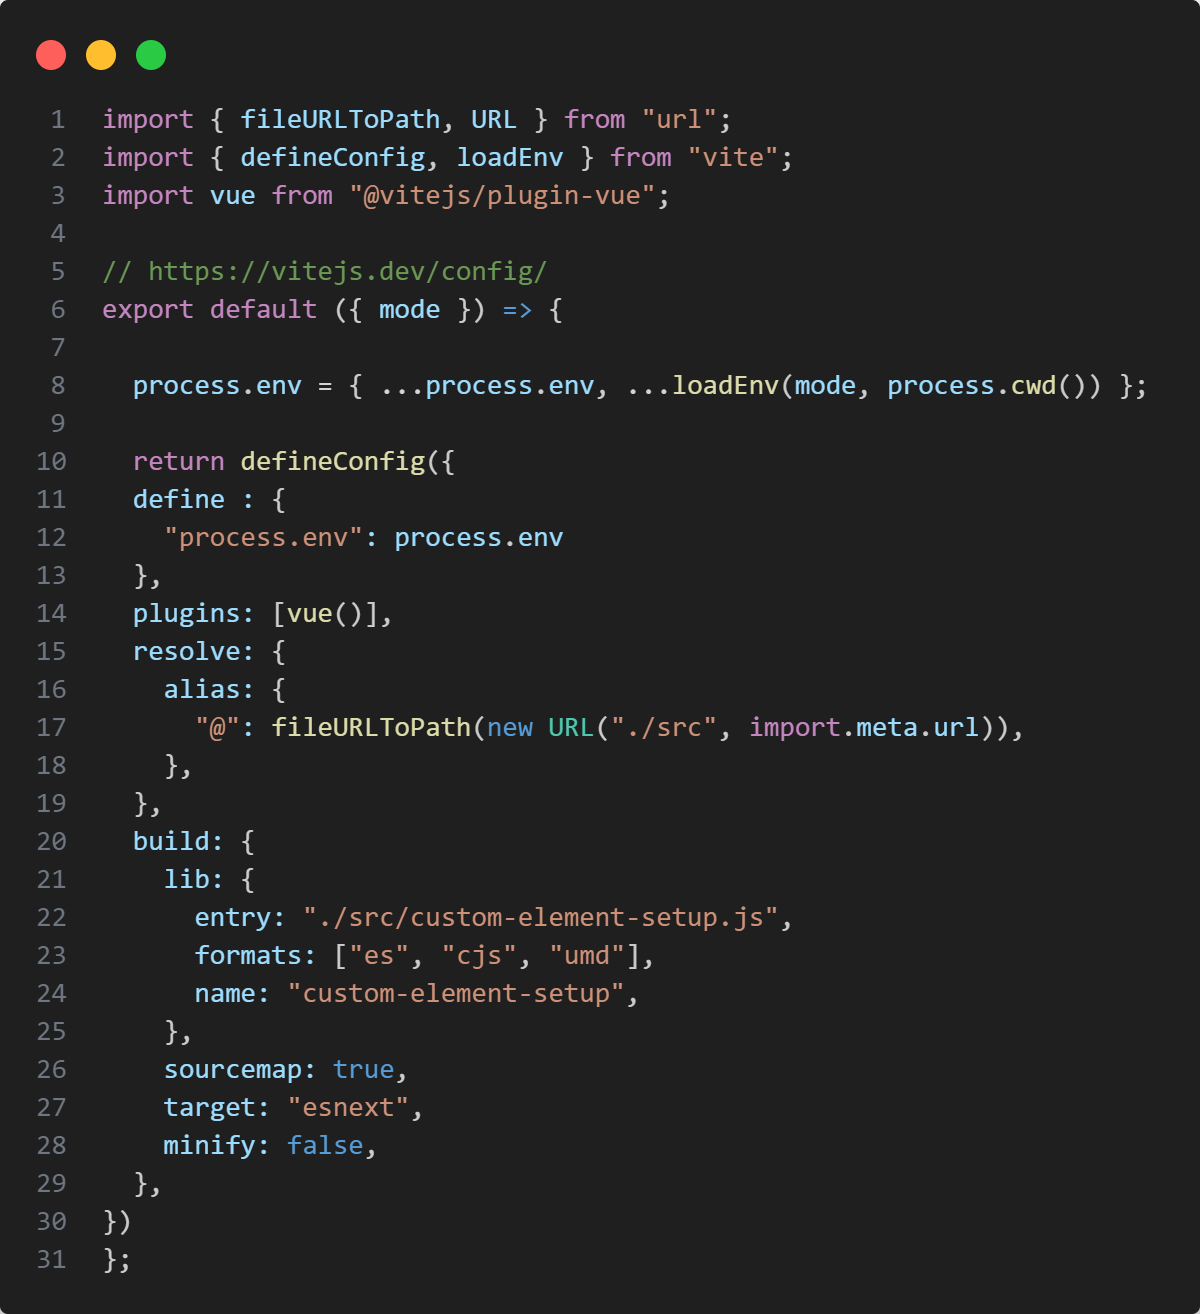 1 import { fileURLToPath, URL } from "url";
2 import { defineConfig, loadEnv } from "vite";
3 import vue from "@vitejs/plugin-vue";
4
5 // https://vitejs.dev/config/
6 export default ({ mode }) => {
7
8   process.env = { ...process.env, ...loadEnv(mode, process.cwd()) };
9
10   return defineConfig({
11   define : {
12     "process.env": process.env
13   },
14   plugins: [vue()],
15   resolve: {
16     alias: {
17       "@": fileURLToPath(new URL("./src", import.meta.url)),
18     },
19   },
20   build: {
21     lib: {
22       entry: "./src/custom-element-setup.js",
23       formats: ["es", "cjs", "umd"],
24       name: "custom-element-setup",
25     },
26     sourcemap: true,
27     target: "esnext",
28     minify: false,
29   },
30 })
31 };